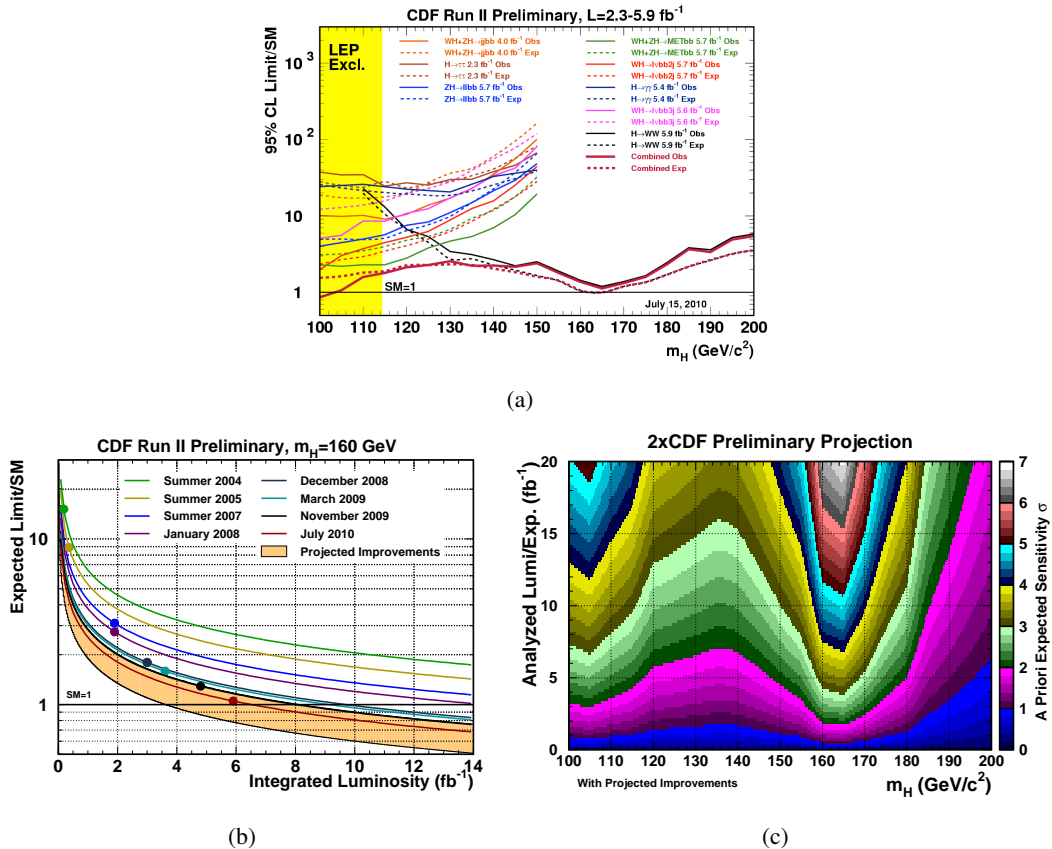 CDF Run II Preliminary, L=2.3-5.9 fb⁻¹
95% CL Limit/SM
10³
10²
10
1
LEP
Excl.
WH+ZH→jjbb 4.0 fb⁻¹ Obs
WH+ZH→jjbb 4.0 fb⁻¹ Exp
H→ττ 2.3 fb⁻¹ Obs
H→ττ 2.3 fb⁻¹ Exp
ZH→llbb 5.7 fb⁻¹ Obs
ZH→llbb 5.7 fb⁻¹ Exp
WH+ZH→METbb 5.7 fb⁻¹ Obs
WH+ZH→METbb 5.7 fb⁻¹ Exp
WH→lνbb2j 5.7 fb⁻¹ Obs
WH→lνbb2j 5.7 fb⁻¹ Exp
H→γγ 5.4 fb⁻¹ Obs
H→γγ 5.4 fb⁻¹ Exp
WH→lνbb3j 5.6 fb⁻¹ Obs
WH→lνbb3j 5.6 fb⁻¹ Exp
H→WW 5.9 fb⁻¹ Obs
H→WW 5.9 fb⁻¹ Exp
Combined Obs
Combined Exp
SM=1
July 15, 2010
100 110 120 130 140 150 160 170 180 190 200
m_H (GeV/c²)
(a)
CDF Run II Preliminary, m_H=160 GeV
Expected Limit/SM
10
1
Summer 2004
Summer 2005
Summer 2007
January 2008
December 2008
March 2009
November 2009
July 2010
Projected Improvements
SM=1
0 2 4 6 8 10 12 14
Integrated Luminosity (fb⁻¹)
(b)
2xCDF Preliminary Projection
Analyzed Lumi/Exp. (fb⁻¹)
20
15
10
5
0
100 110 120 130 140 150 160 170 180 190 200
With Projected Improvements
m_H (GeV/c²)
7
6
5
4
3
2
1
0
A Priori Expected Sensitivity σ
(c)